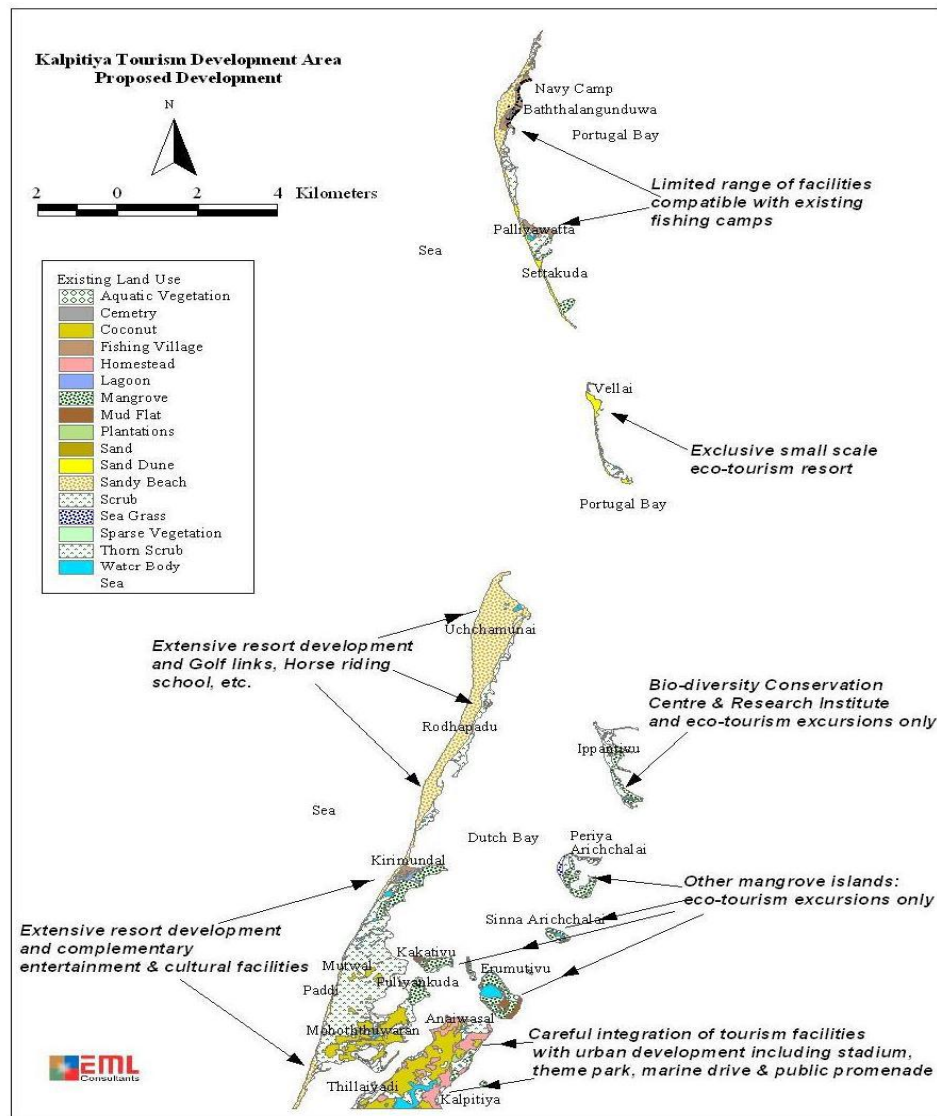 Kalpitiya Tourism Development Area
Proposed Development
N
2 0 2 4 Kilometers
Navy Camp
Baththalangunduwa
Portugal Bay
Limited range of facilities
compatible with existing
fishing camps
Palliyawatta
Sea
Settakuda
Existing Land Use
Aquatic Vegetation
Cemetry
Coconut
Fishing Village
Homestead
Lagoon
Mangrove
Mud Flat
Plantations
Sand
Sand Dune
Sandy Beach
Scrub
Sea Grass
Sparse Vegetation
Thorn Scrub
Water Body
Sea
Vellai
Exclusive small scale
eco-tourism resort
Portugal Bay
Uchchamunai
Extensive resort development
and Golf links, Horse riding
school, etc.
Bio-diversity Conservation
Centre & Research Institute
and eco-tourism excursions only
Rodhapadu
Ippantivu
Sea
Dutch Bay
Periya
Arichchalai
Kirimundal
Other mangrove islands:
eco-tourism excursions only
Sinna Arichchalai
Extensive resort development
and complementary
entertainment & cultural facilities
Kakativu
Mutwal
Erumutivu
Puliyankuda
Paddi
Anaiwasal
Mohoththuwaran
Careful integration of tourism facilities
with urban development including stadium,
theme park, marine drive & public promenade
EML
Consultants
Thillaiyadi
Kalpitiya